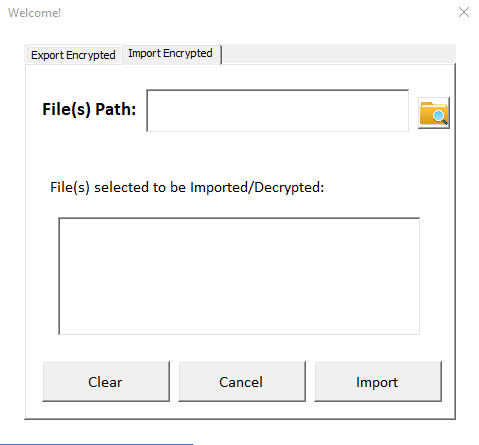 Welcome!
Export Encrypted Import Encrypted
File(s) Path:
File(s) selected to be Imported/Decrypted:
Clear Cancel Import